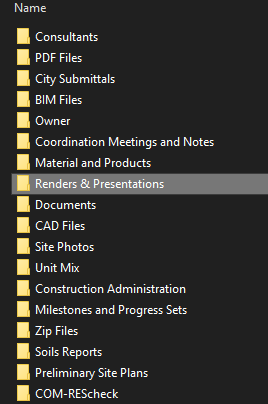 Name
Consultants
PDF Files
City Submittals
BIM Files
Owner
Coordination Meetings and Notes
Material and Products
Renders & Presentations
Documents
CAD Files
Site Photos
Unit Mix
Construction Administration
Milestones and Progress Sets
Zip Files
Soils Reports
Preliminary Site Plans
COM-REScheck